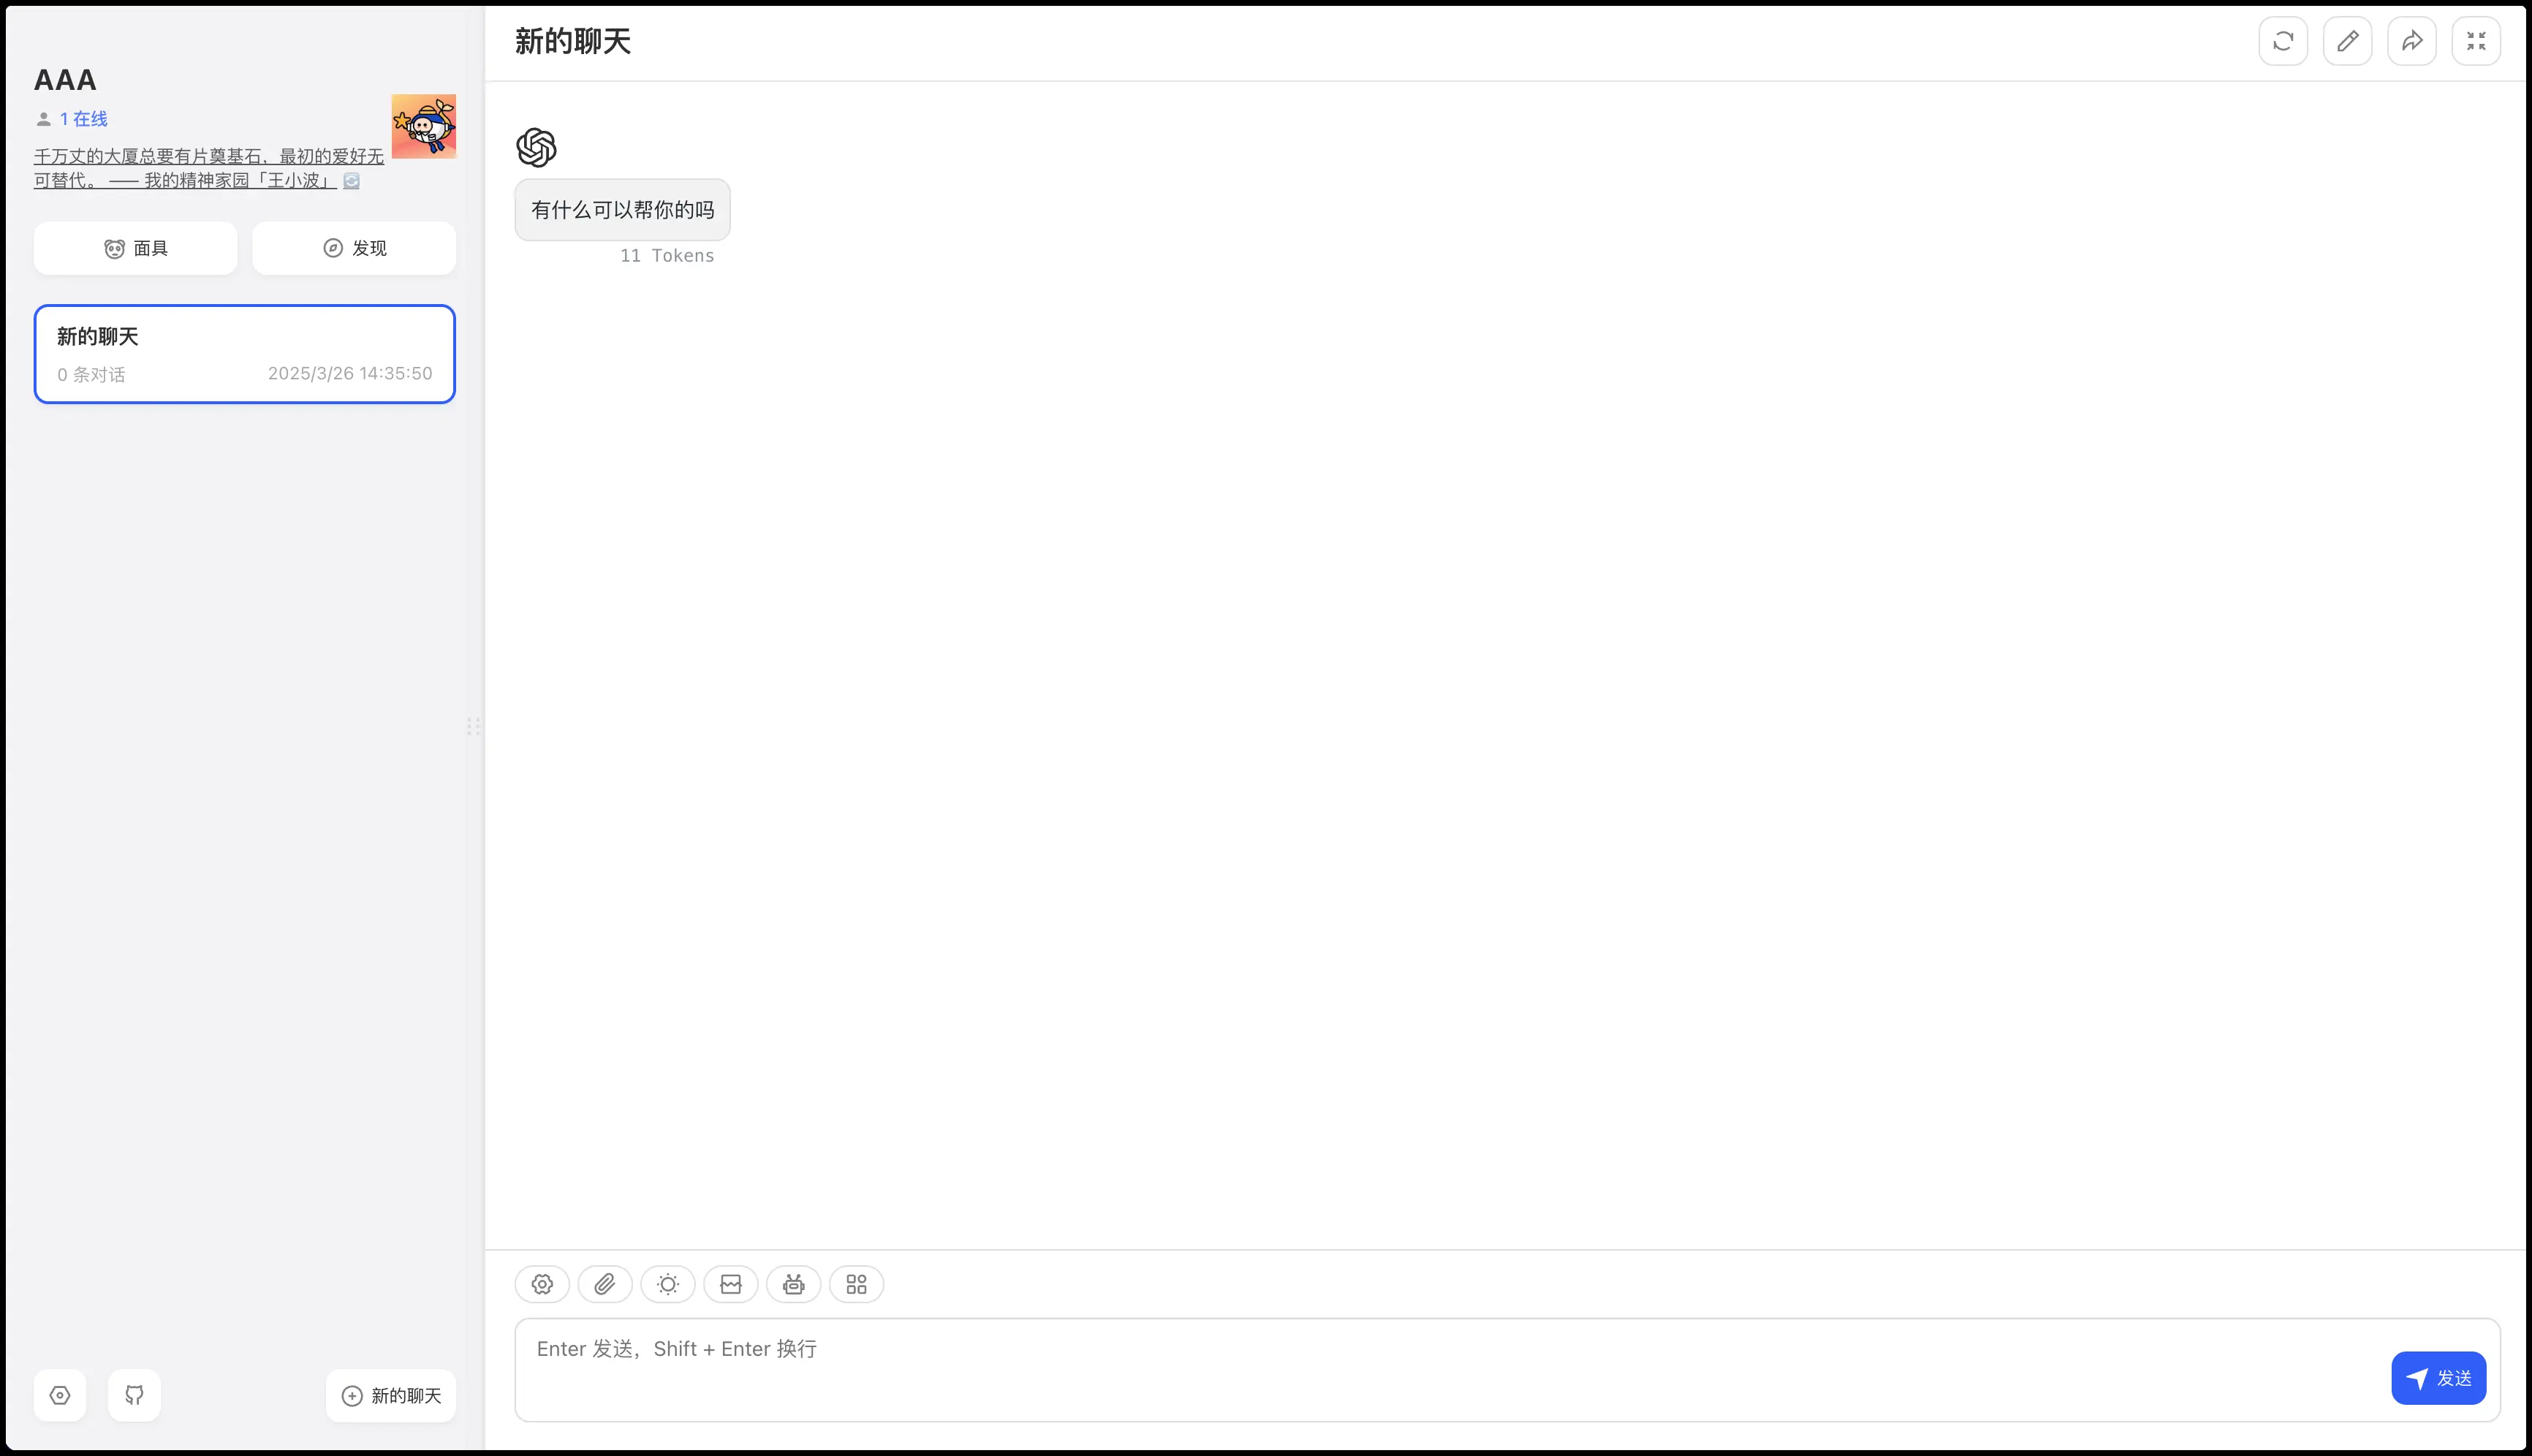 AAA
1 在线
千万丈的大厦总要有片奠基石，最初的爱好无
可替代。 —— 我的精神家园「王小波」
面具
发现
新的聊天
0 条对话
2025/3/26 14:35:50
新的聊天
新的聊天
有什么可以帮你的吗
11 Tokens
Enter 发送，Shift + Enter 换行
发送